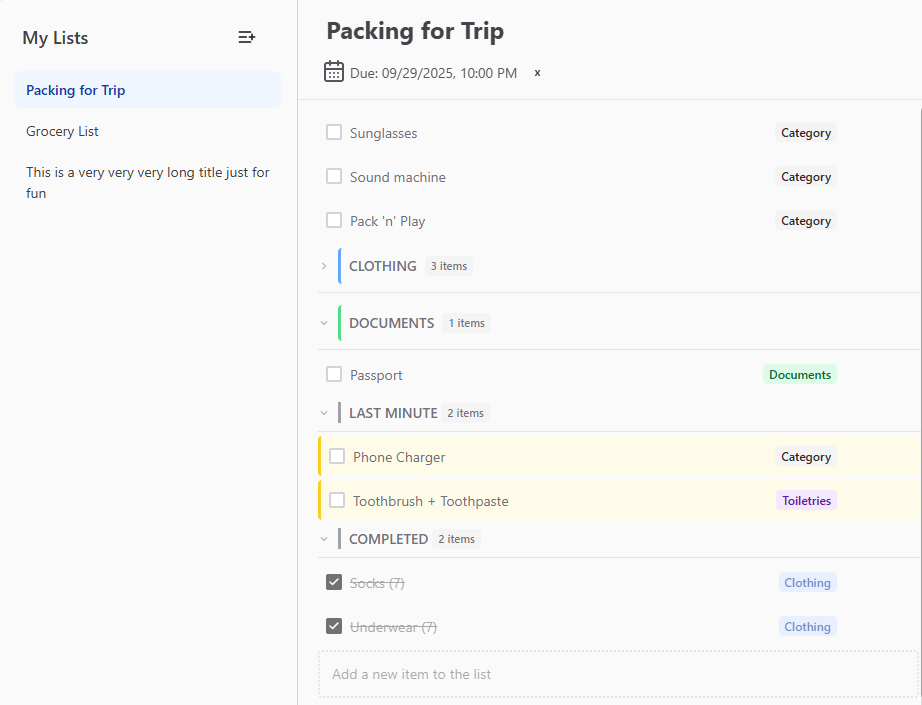 My Lists
Packing for Trip
Grocery List
This is a very very very long title just for
fun
Packing for Trip
Due: 09/29/2025, 10:00 PM x
Sunglasses Category
Sound machine Category
Pack 'n' Play Category
CLOTHING 3 items
DOCUMENTS 1 items
Passport Documents
LAST MINUTE 2 items
Phone Charger Category
Toothbrush + Toothpaste Toiletries
COMPLETED 2 items
Socks (7) Clothing
Underwear (7) Clothing
Add a new item to the list